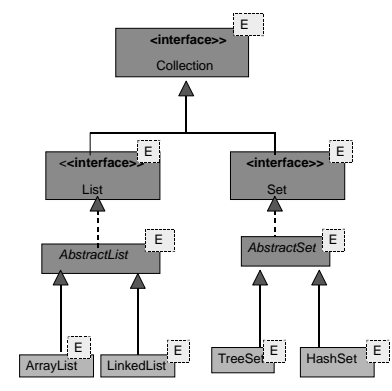 E
<interface>>
Collection
E
E
<<interface>>
<interface>>
List
Set
E
E
AbstractList
AbstractSet
E
E
E
E
ArrayList
LinkedList
TreeSet
HashSet